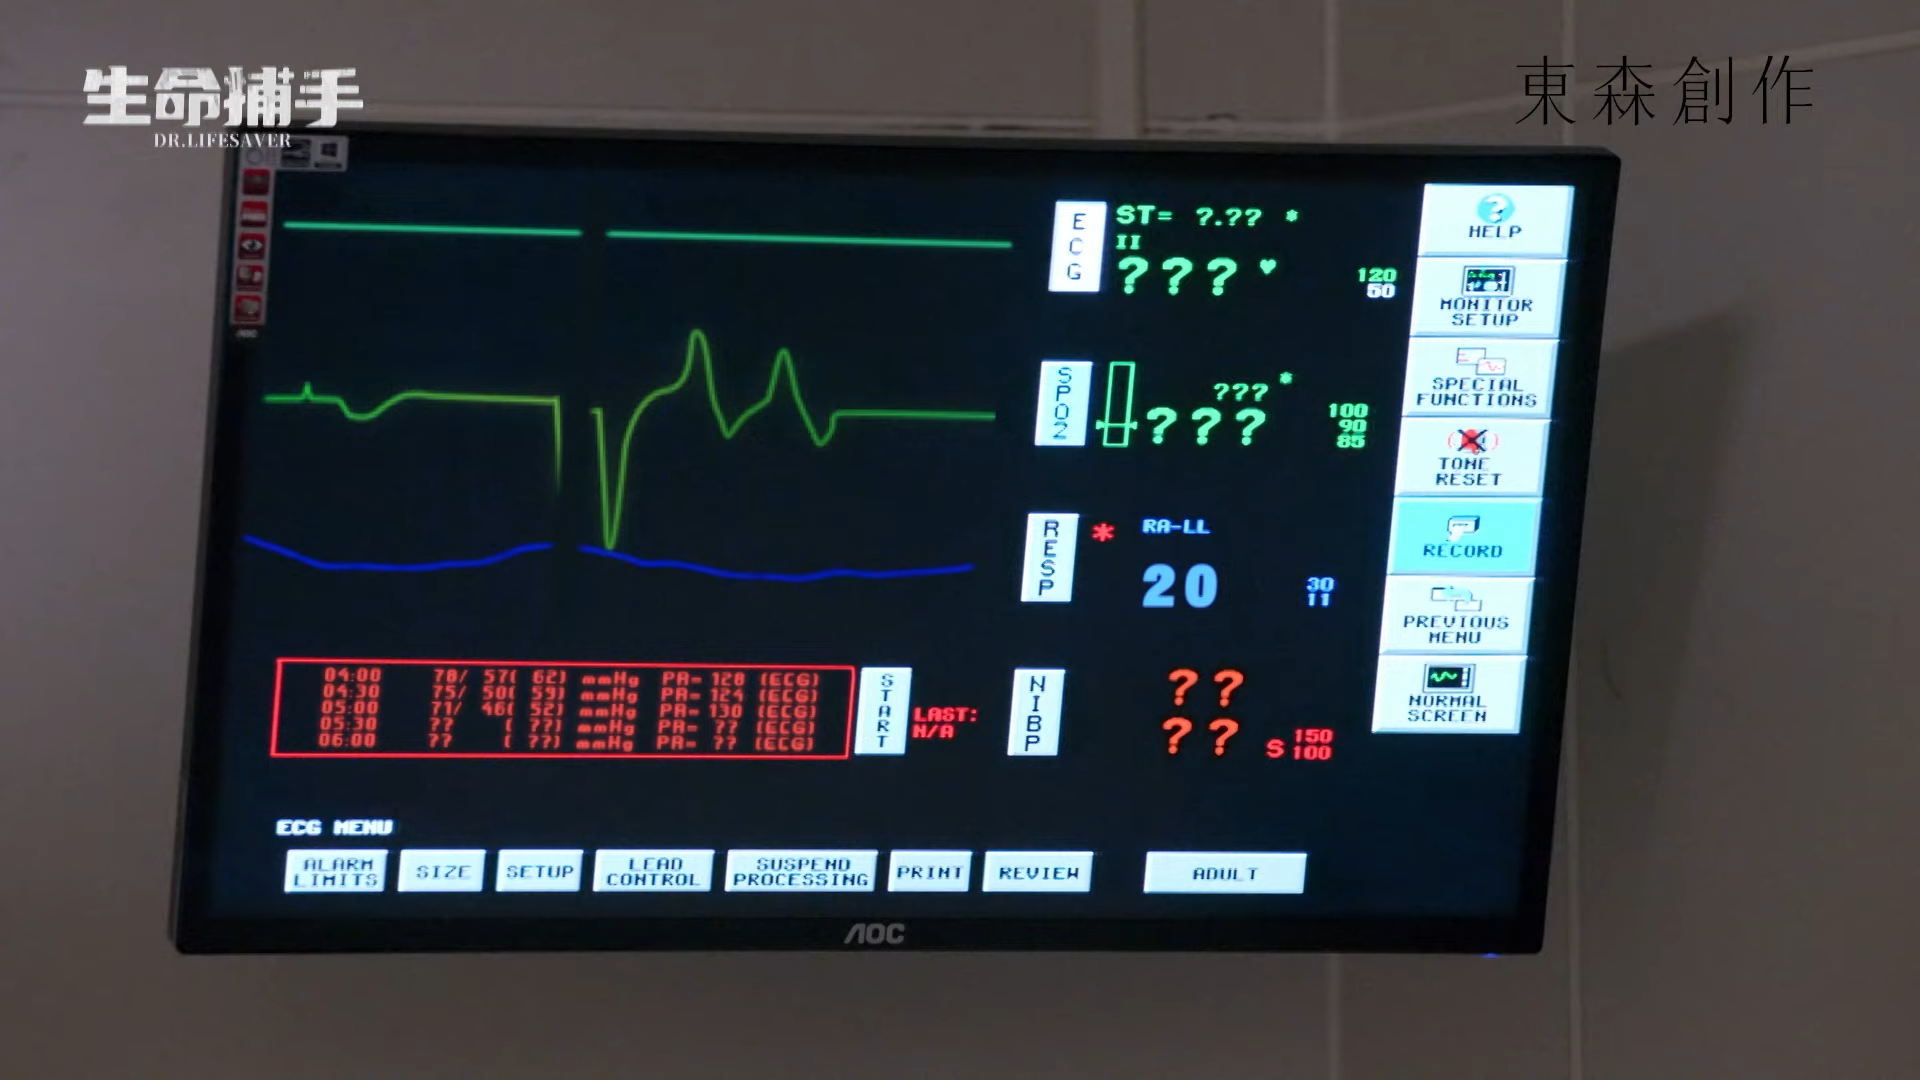 生命捕手
DR.LIFESAVER
東森創作
ECG
ST= ?.?? *
II
???
120
50
SPO2
??? *
???
100
90
85
RESP
* RA-LL
20
30
11
04:00 78/ 57( 62) mmHg PR= 128 (ECG)
04:30 75/ 50( 59) mmHg PR= 124 (ECG)
05:00 71/ 46( 52) mmHg PR= 130 (ECG)
05:30 ?? ( ??) mmHg PR= ?? (ECG)
06:00 ?? ( ??) mmHg PR= ?? (ECG)
START
LAST:
N/A
NIBP
??
??
S 150
100
HELP
MONITOR
SETUP
SPECIAL
FUNCTIONS
TONE
RESET
RECORD
PREVIOUS
MENU
NORMAL
SCREEN
ECG MENU
ALARM
LIMITS
SIZE
SETUP
LEAD
CONTROL
SUSPEND
PROCESSING
PRINT
REVIEW
ADULT
AOC